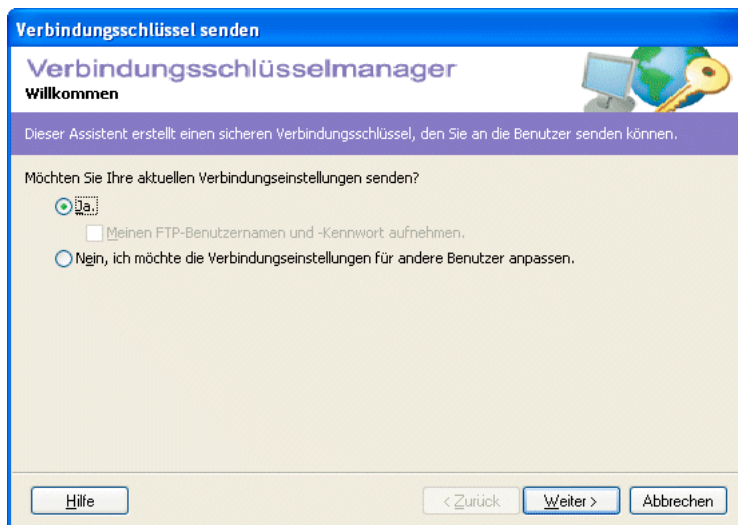 Verbindungsschlüssel senden
Verbindungsschlüsselmanager
Willkommen
Dieser Assistent erstellt einen sicheren Verbindungsschlüssel, den Sie an die Benutzer senden können.
Möchten Sie Ihre aktuellen Verbindungseinstellungen senden?
Ja.
Meinen FTP-Benutzernamen und -Kennwort aufnehmen.
Nein, ich möchte die Verbindungseinstellungen für andere Benutzer anpassen.
Hilfe
< Zurück
Weiter >
Abbrechen